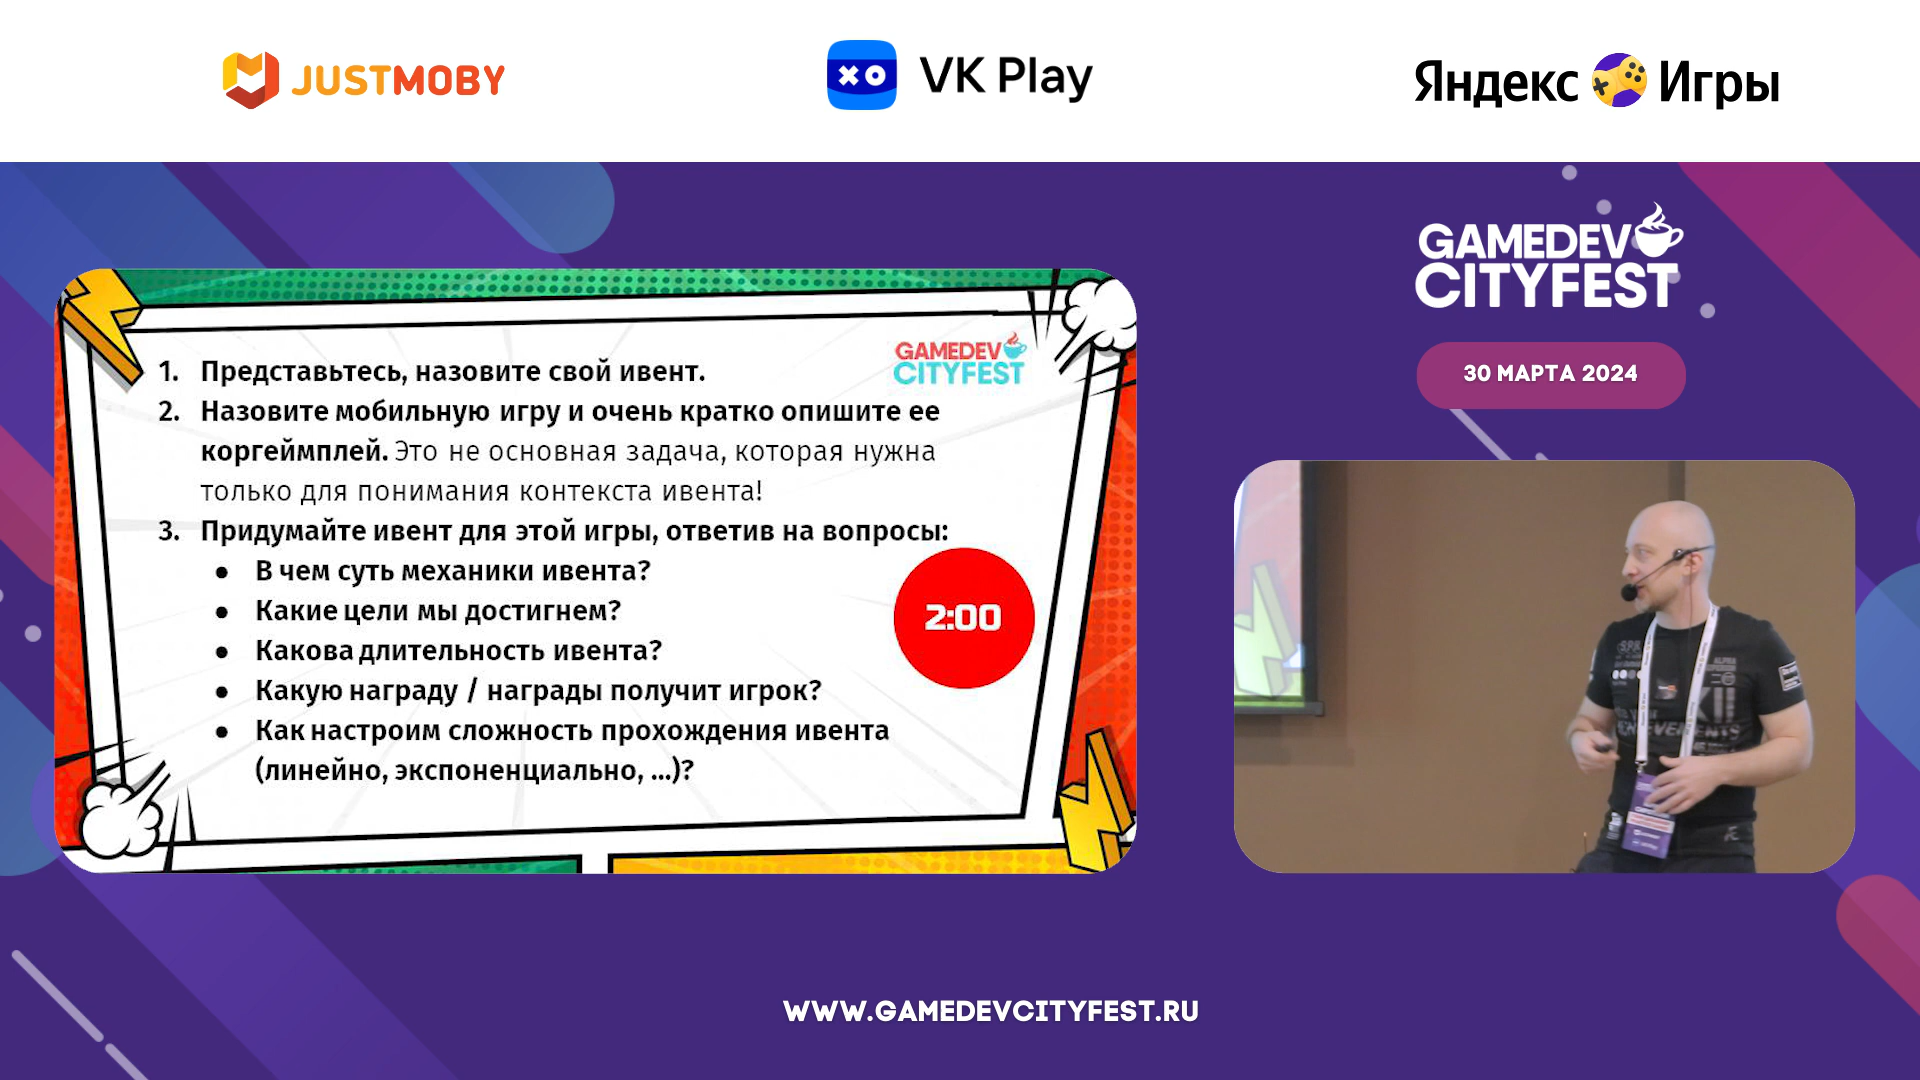 JUSTMOBY
VK Play
Яндекс Игры
GAMEDEV
CITYFEST
30 МАРТА 2024
GAMEDEV
CITYFEST
1. Представьтесь, назовите свой ивент.
2. Назовите мобильную игру и очень кратко опишите ее
коргеймплей. Это не основная задача, которая нужна
только для понимания контекста ивента!
3. Придумайте ивент для этой игры, ответив на вопросы:
● В чем суть механики ивента?
● Какие цели мы достигнем?
● Какова длительность ивента?
● Какую награду / награды получит игрок?
● Как настроим сложность прохождения ивента
(линейно, экспоненциально, ...)?
2:00
WWW.GAMEDEVCITYFEST.RU